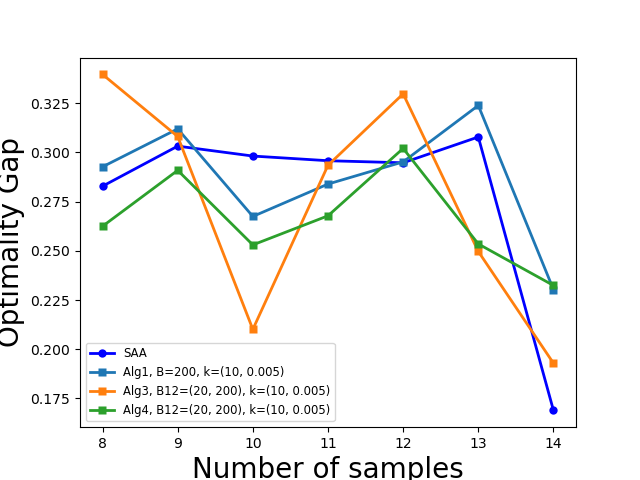 Optimality Gap
0.325
0.300
0.275
0.250
0.225
0.200
0.175
SAA
Alg1, B=200, k=(10, 0.005)
Alg3, B12=(20, 200), k=(10, 0.005)
Alg4, B12=(20, 200), k=(10, 0.005)
8 9 10 11 12 13 14
Number of samples